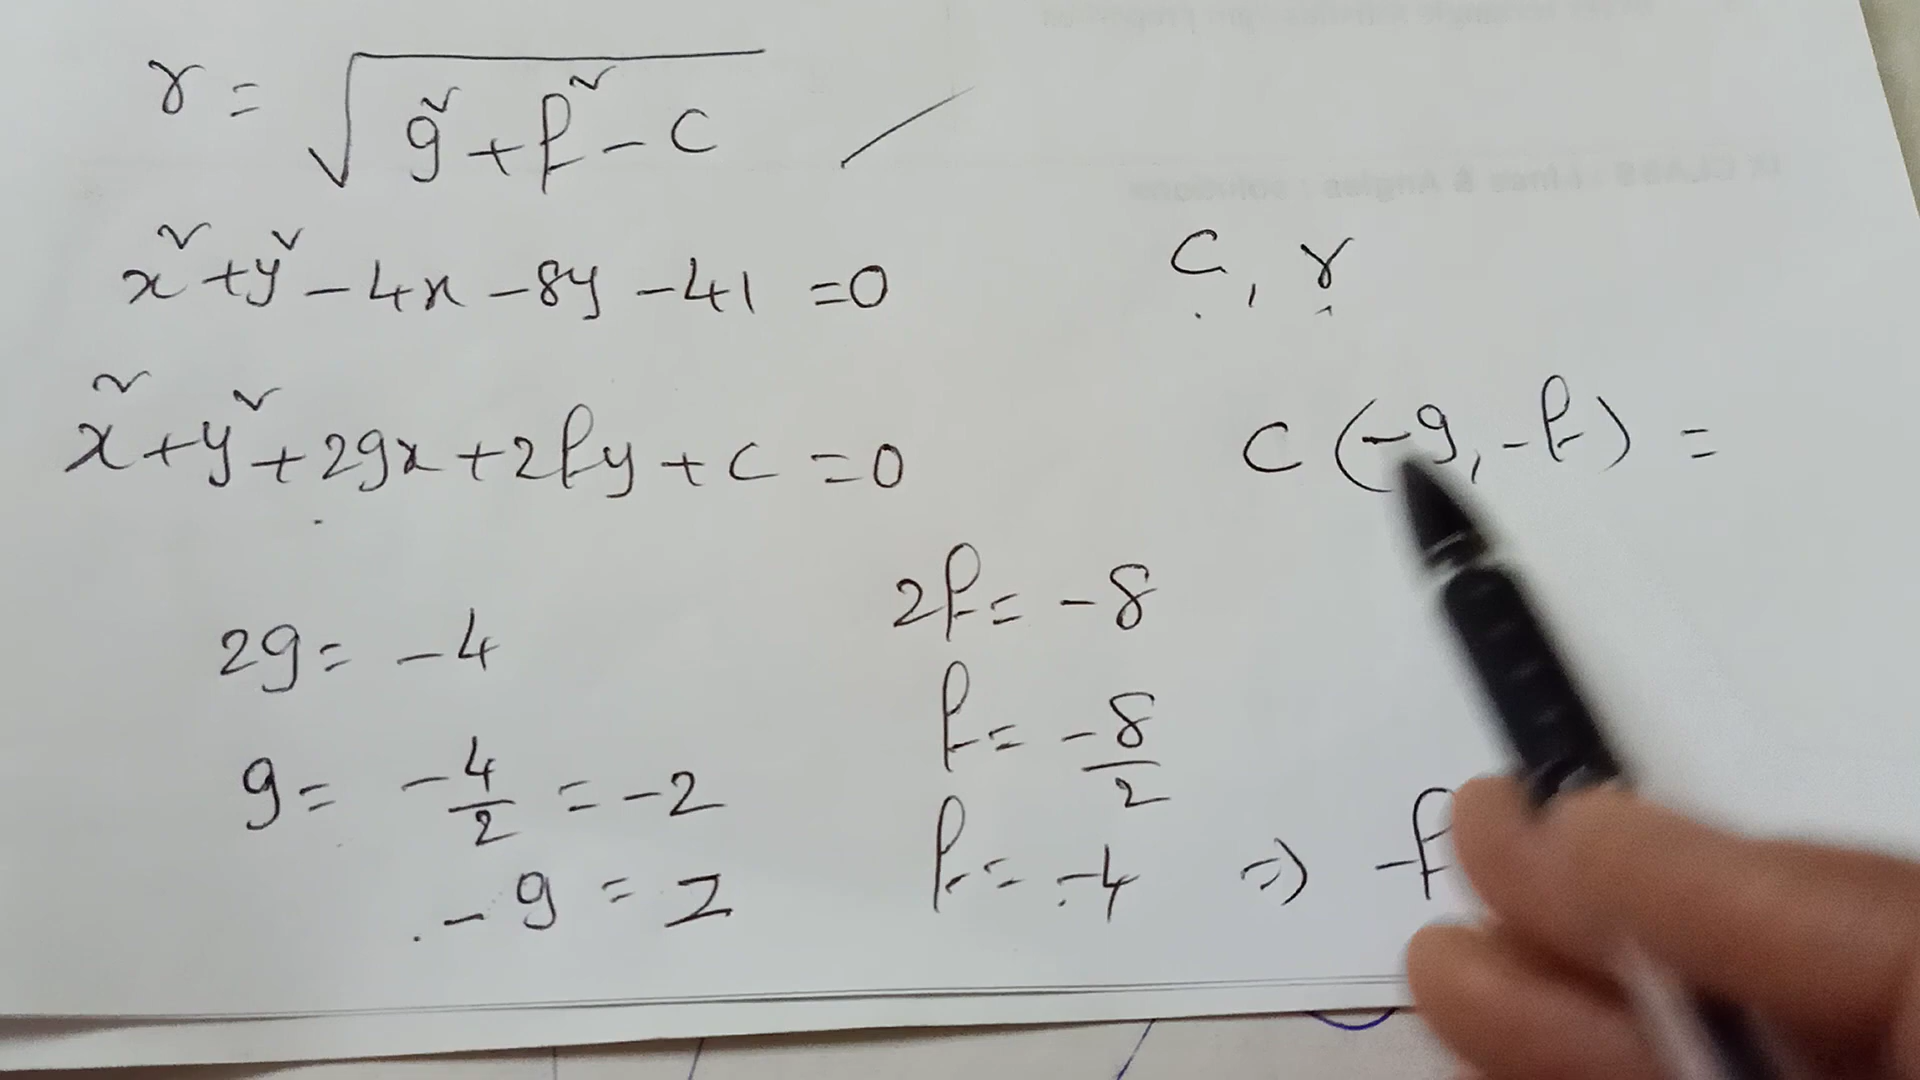 r = √(g² + f² - c)
x² + y² - 4x - 8y - 41 = 0
C, r
x² + y² + 2gx + 2fy + c = 0
C (-g, -f) =
2g = -4
2f = -8
g = -4/2 = -2
f = -8/2
-g = 2
f = -4 ⇒ -f